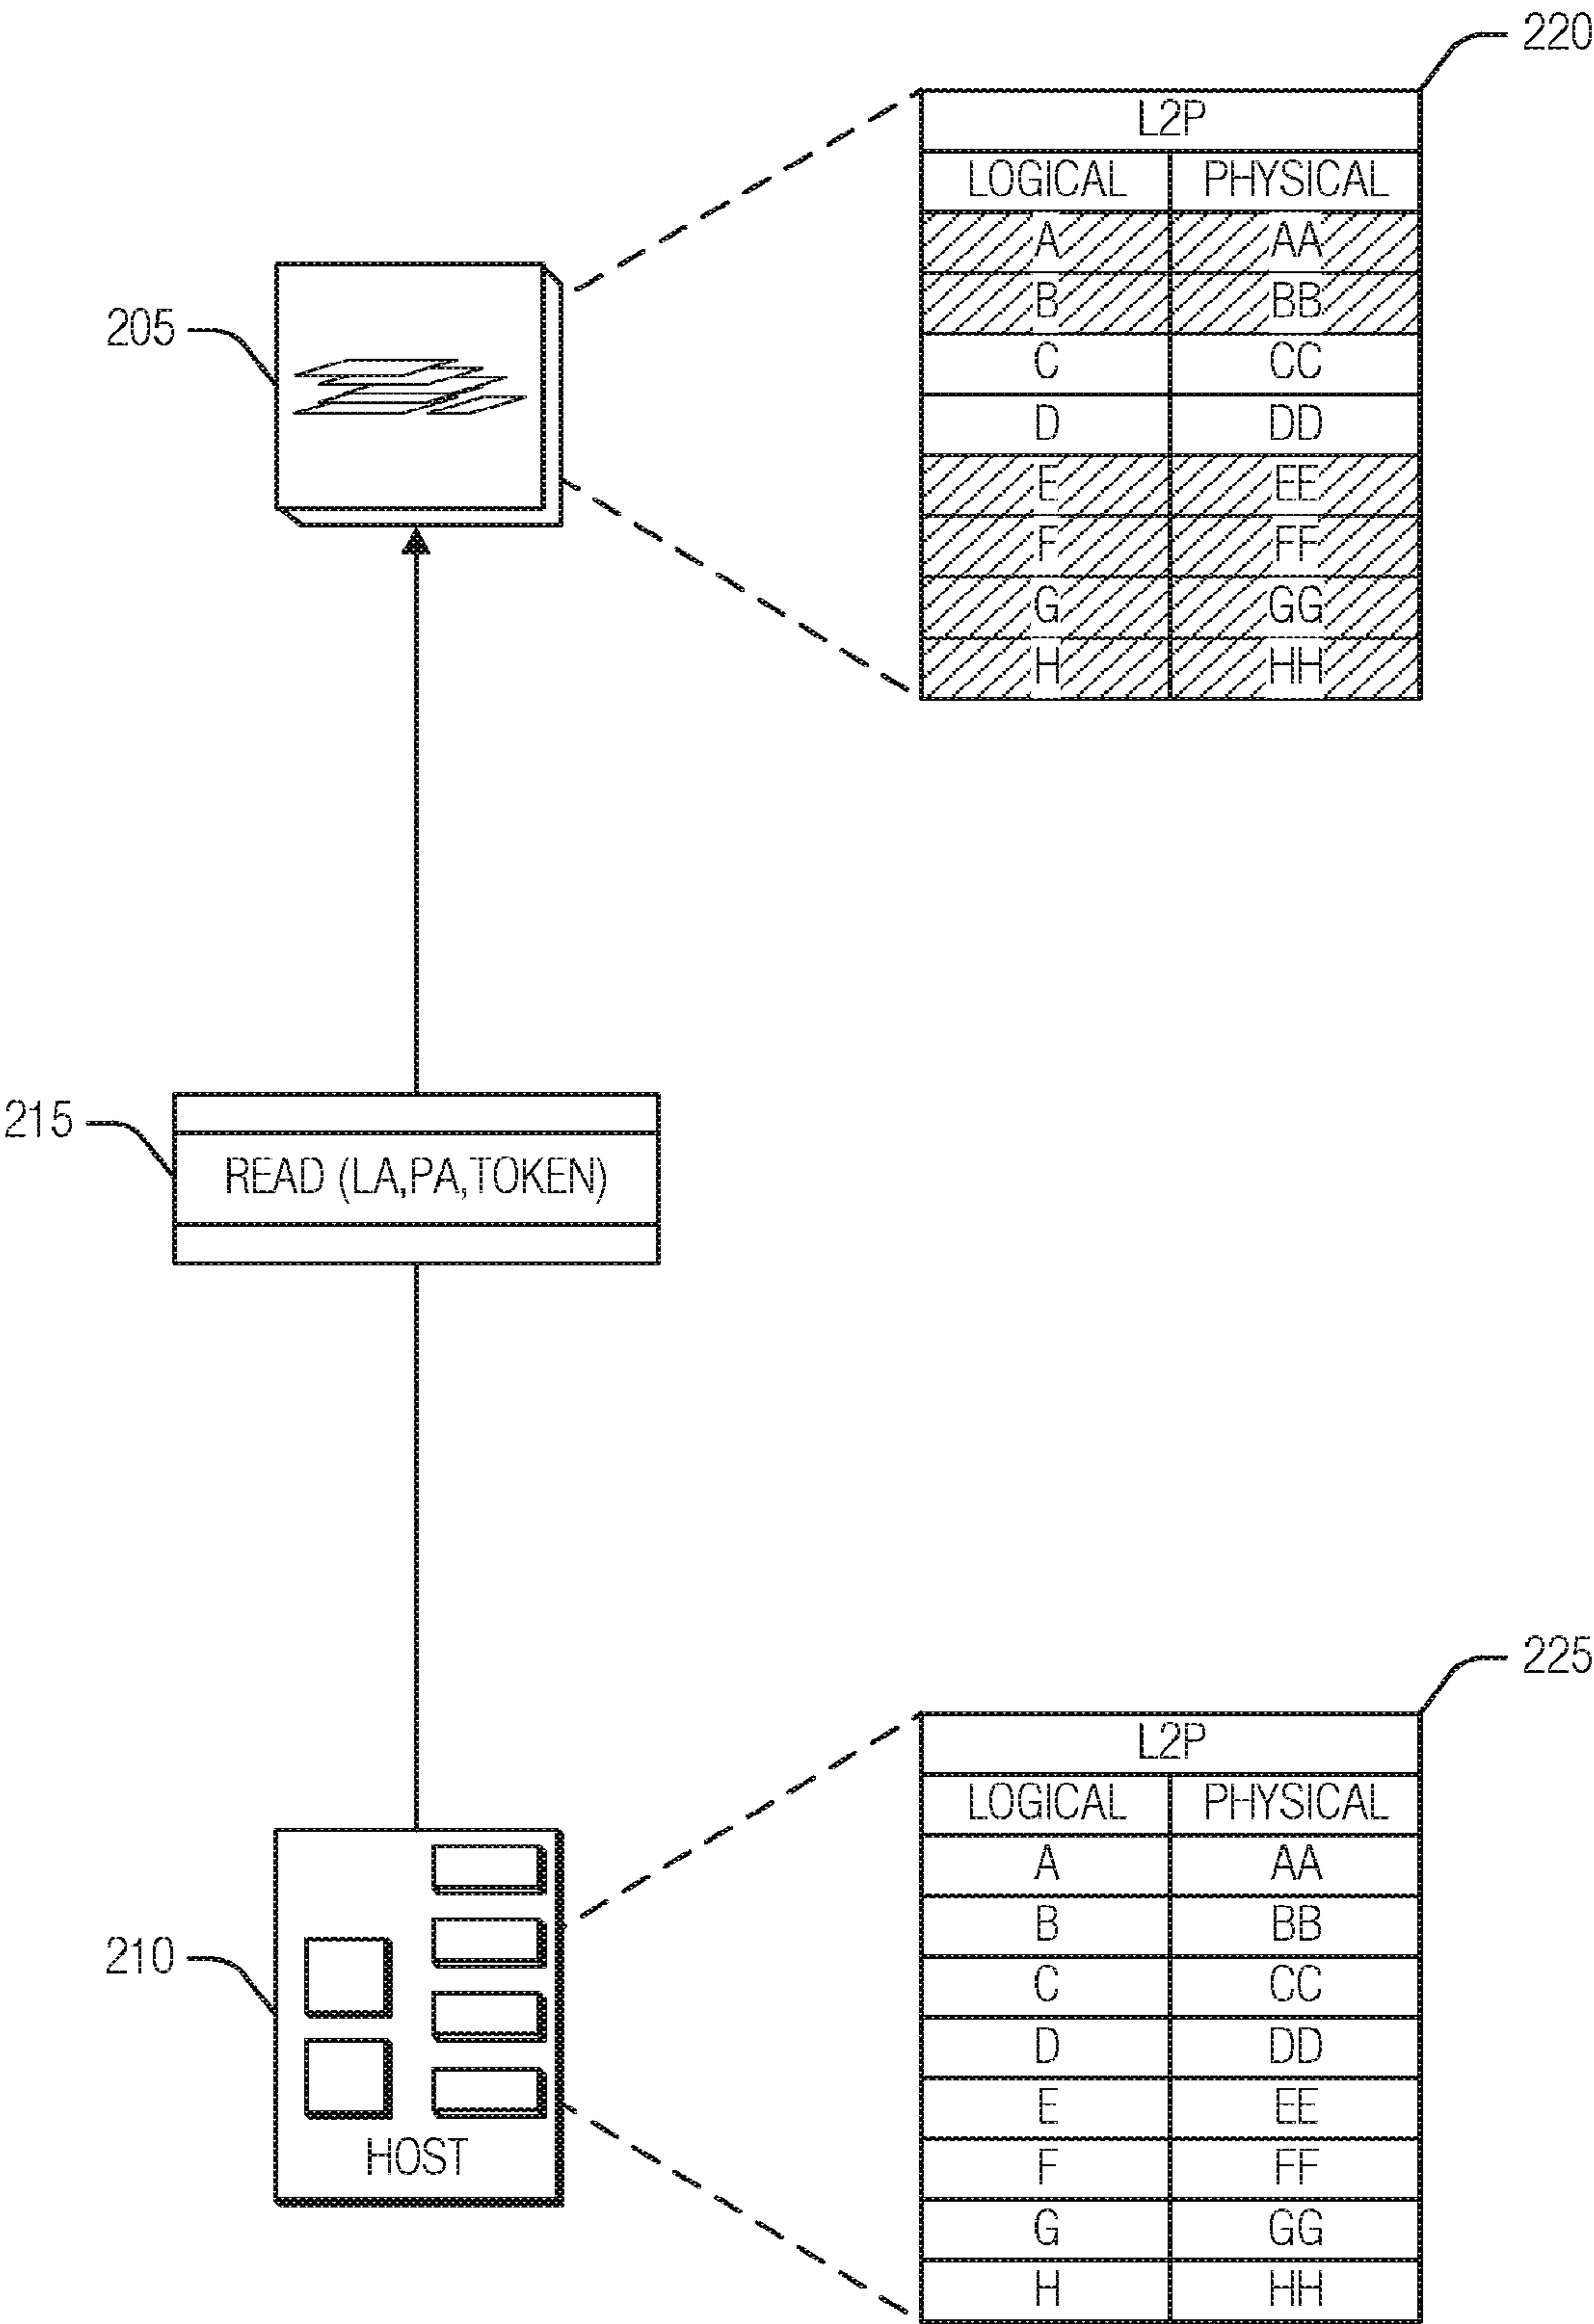 220
L2P
LOGICAL PHYSICAL
A AA
B BB
C CC
D DD
E EE
F FF
G GG
H HH
205
215
READ (LA,PA,TOKEN)
225
L2P
LOGICAL PHYSICAL
A AA
B BB
C CC
D DD
E EE
F FF
G GG
H HH
210
HOST